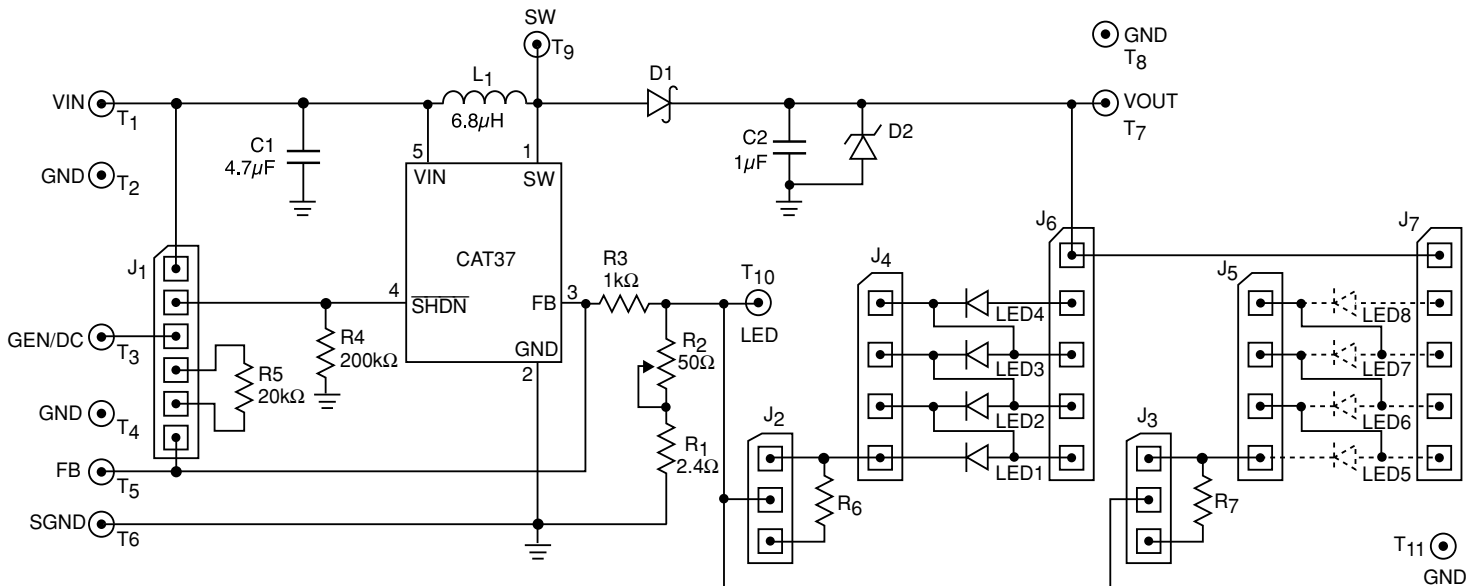 SW
T9
GND
T8
L1
D1
VIN
T1
6.8µH
VOUT
T7
C1
4.7µF
C2
1µF
D2
5
1
GND
T2
VIN
SW
J1
CAT37
R3
1kΩ
T10
J4
J6
J5
J7
4
SHDN
FB
3
LED
LED4
LED8
GEN/DC
T3
R4
200kΩ
GND
2
R2
50Ω
LED3
LED7
R5
20kΩ
GND
T4
J2
LED2
J3
LED6
R1
2.4Ω
FB
T5
LED1
LED5
R6
R7
SGND
T6
T11
GND